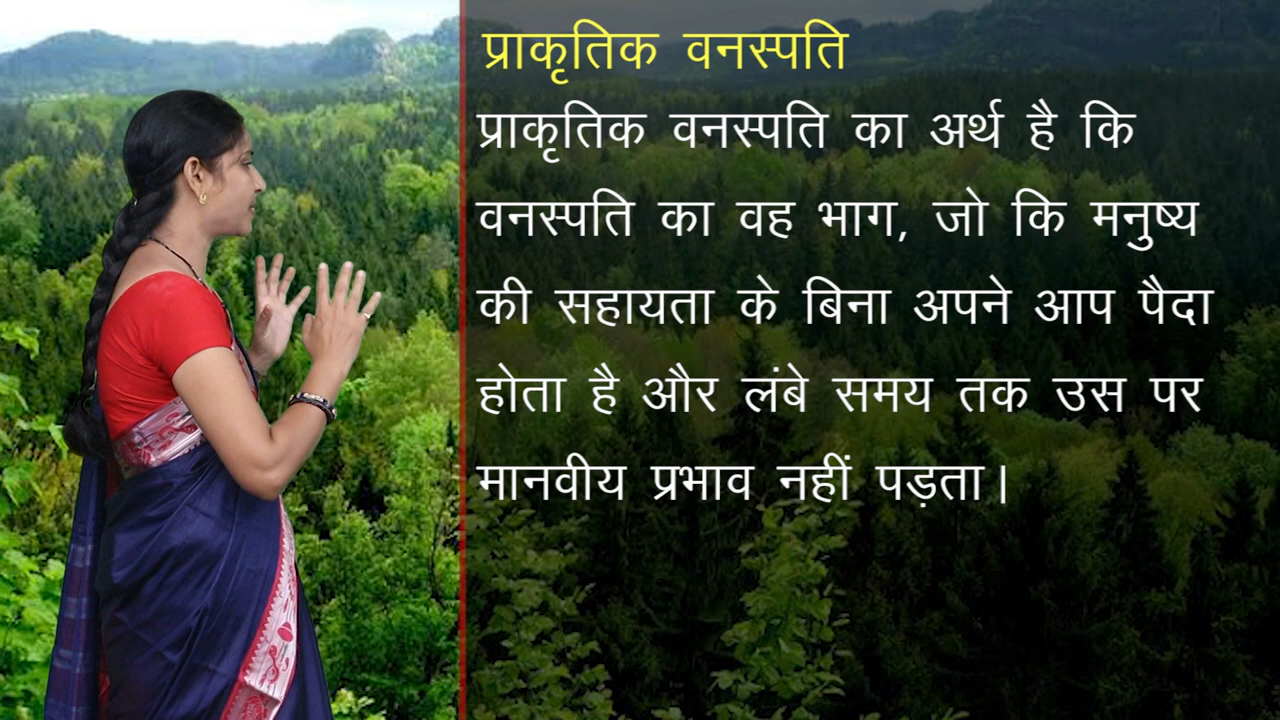 प्राकृतिक वनस्पति
प्राकृतिक वनस्पति का अर्थ है कि
वनस्पति का वह भाग, जो कि मनुष्य
की सहायता के बिना अपने आप पैदा
होता है और लंबे समय तक उस पर
मानवीय प्रभाव नहीं पड़ता।